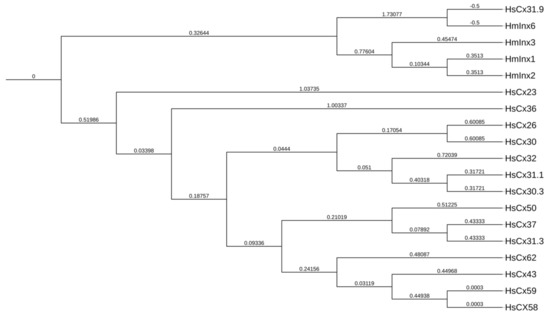 -0.5 HsCx31.9
1.73077
-0.5 HmInx6
0.32644
0.45474 HmInx3
0.77604
0.3513 HmInx1
0.10344
0.3513 HmInx2
0
1.03735 HsCx23
0.51986
1.00337 HsCx36
0.03398
0.60085 HsCx26
0.17054
0.60085 HsCx30
0.0444
0.72039 HsCx32
0.051
0.31721 HsCx31.1
0.40318
0.31721 HsCx30.3
0.18757
0.51225 HsCx50
0.21019
0.43333 HsCx37
0.07892
0.43333 HsCx31.3
0.09336
0.48087 HsCx62
0.24156
0.44968 HsCx43
0.03119
0.0003 HsCx59
0.44938
0.0003 HsCX58